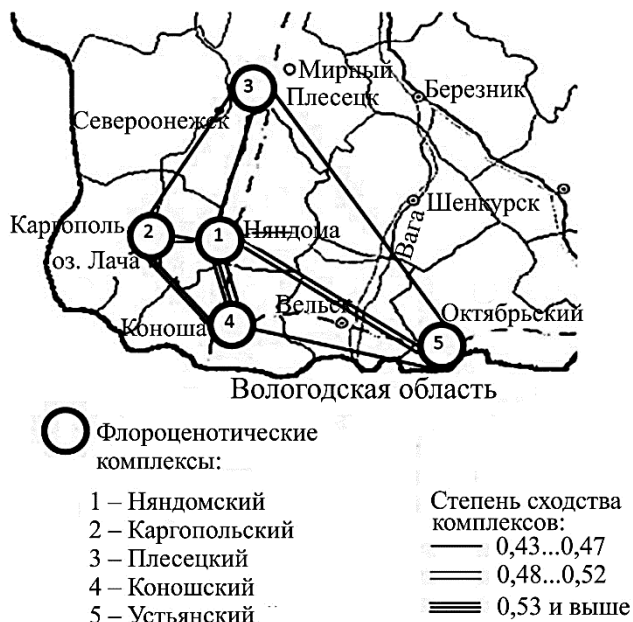 3
Мирный
Плесецк
Березник
Североонежск
Шенкурск
Каргополь
2
1
Няндома
Вага
оз. Лача
Вельск
Октябрьский
Коноша
4
5
Вологодская область
Флороценотические
комплексы:
1 – Няндомский
2 – Каргопольский
3 – Плесецкий
4 – Коношский
5 – Устьянский
Степень сходства
комплексов:
0,43...0,47
0,48...0,52
0,53 и выше